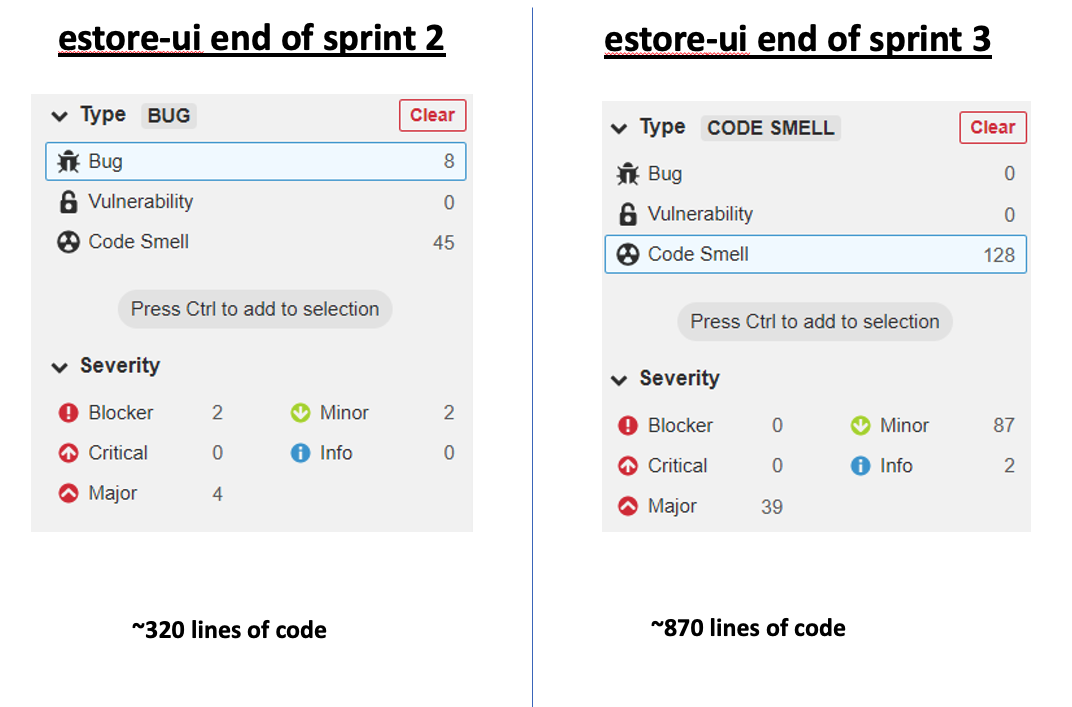 estore-ui end of sprint 2
Type BUG Clear
Bug 8
Vulnerability 0
Code Smell 45
Press Ctrl to add to selection
Severity
Blocker 2 Minor 2
Critical 0 Info 0
Major 4
~320 lines of code
estore-ui end of sprint 3
Type CODE SMELL Clear
Bug 0
Vulnerability 0
Code Smell 128
Press Ctrl to add to selection
Severity
Blocker 0 Minor 87
Critical 0 Info 2
Major 39
~870 lines of code